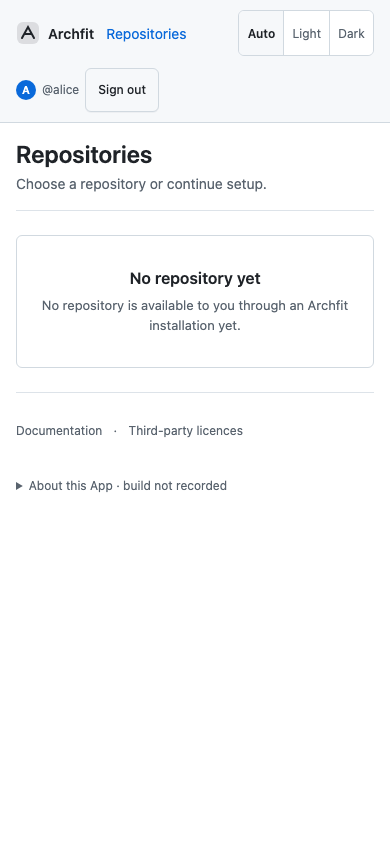 Archfit Repositories Auto Light Dark
A @alice Sign out
Repositories
Choose a repository or continue setup.
No repository yet
No repository is available to you through an Archfit
installation yet.
Documentation · Third-party licences
About this App · build not recorded